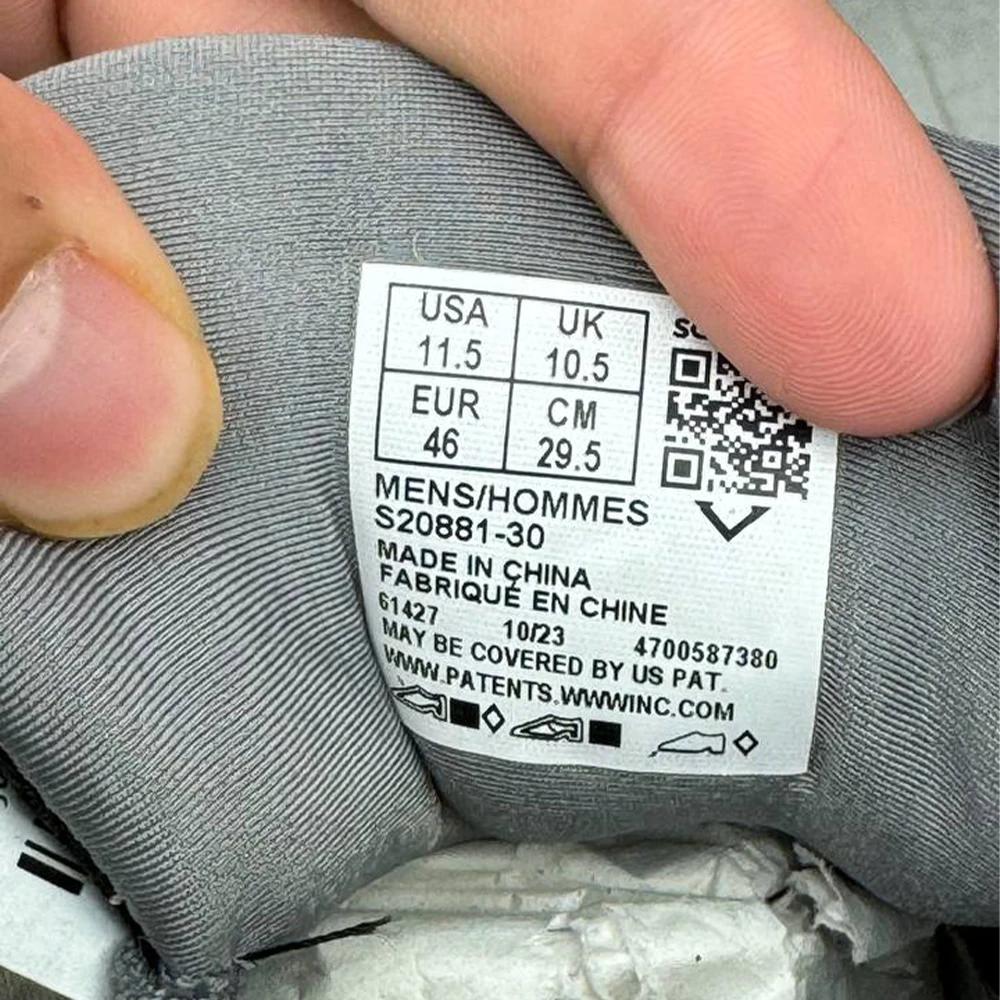 USA UK
11.5 10.5
EUR CM
46 29.5
MENS/HOMMES
S20881-30
MADE IN CHINA
FABRIQUÉ EN CHINE
61427 10/23 4700587380
MAY BE COVERED BY US PAT.
WWW.PATENTS.WWWINC.COM